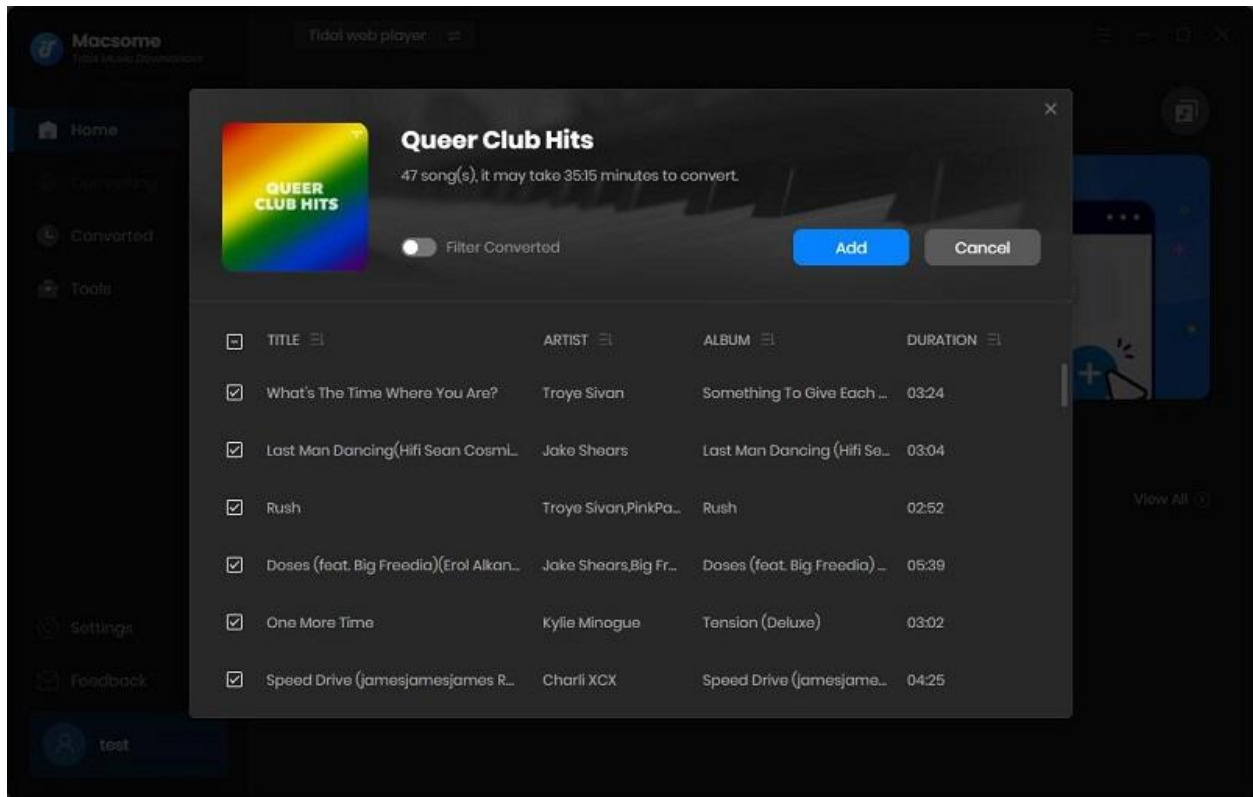 Macsome
Tidal Music Downloader
Tidal web player
Home
Converting
Converted
Tools
Settings
Feedback
test
QUEER
CLUB HITS
Queer Club Hits
47 song(s), it may take 35:15 minutes to convert.
Filter Converted
Add
Cancel
TITLE ARTIST ALBUM DURATION
What's The Time Where You Are? Troye Sivan Something To Give Each ... 03:24
Last Man Dancing(Hifi Sean Cosmi... Jake Shears Last Man Dancing (Hifi Se... 03:04
Rush Troye Sivan,PinkPa... Rush 02:52
Doses (feat. Big Freedia)(Erol Alkan... Jake Shears,Big Fr... Doses (feat. Big Freedia) ... 05:39
One More Time Kylie Minogue Tension (Deluxe) 03:02
Speed Drive (jamesjamesjames R... Charli XCX Speed Drive (jamesjame... 04:25
View All